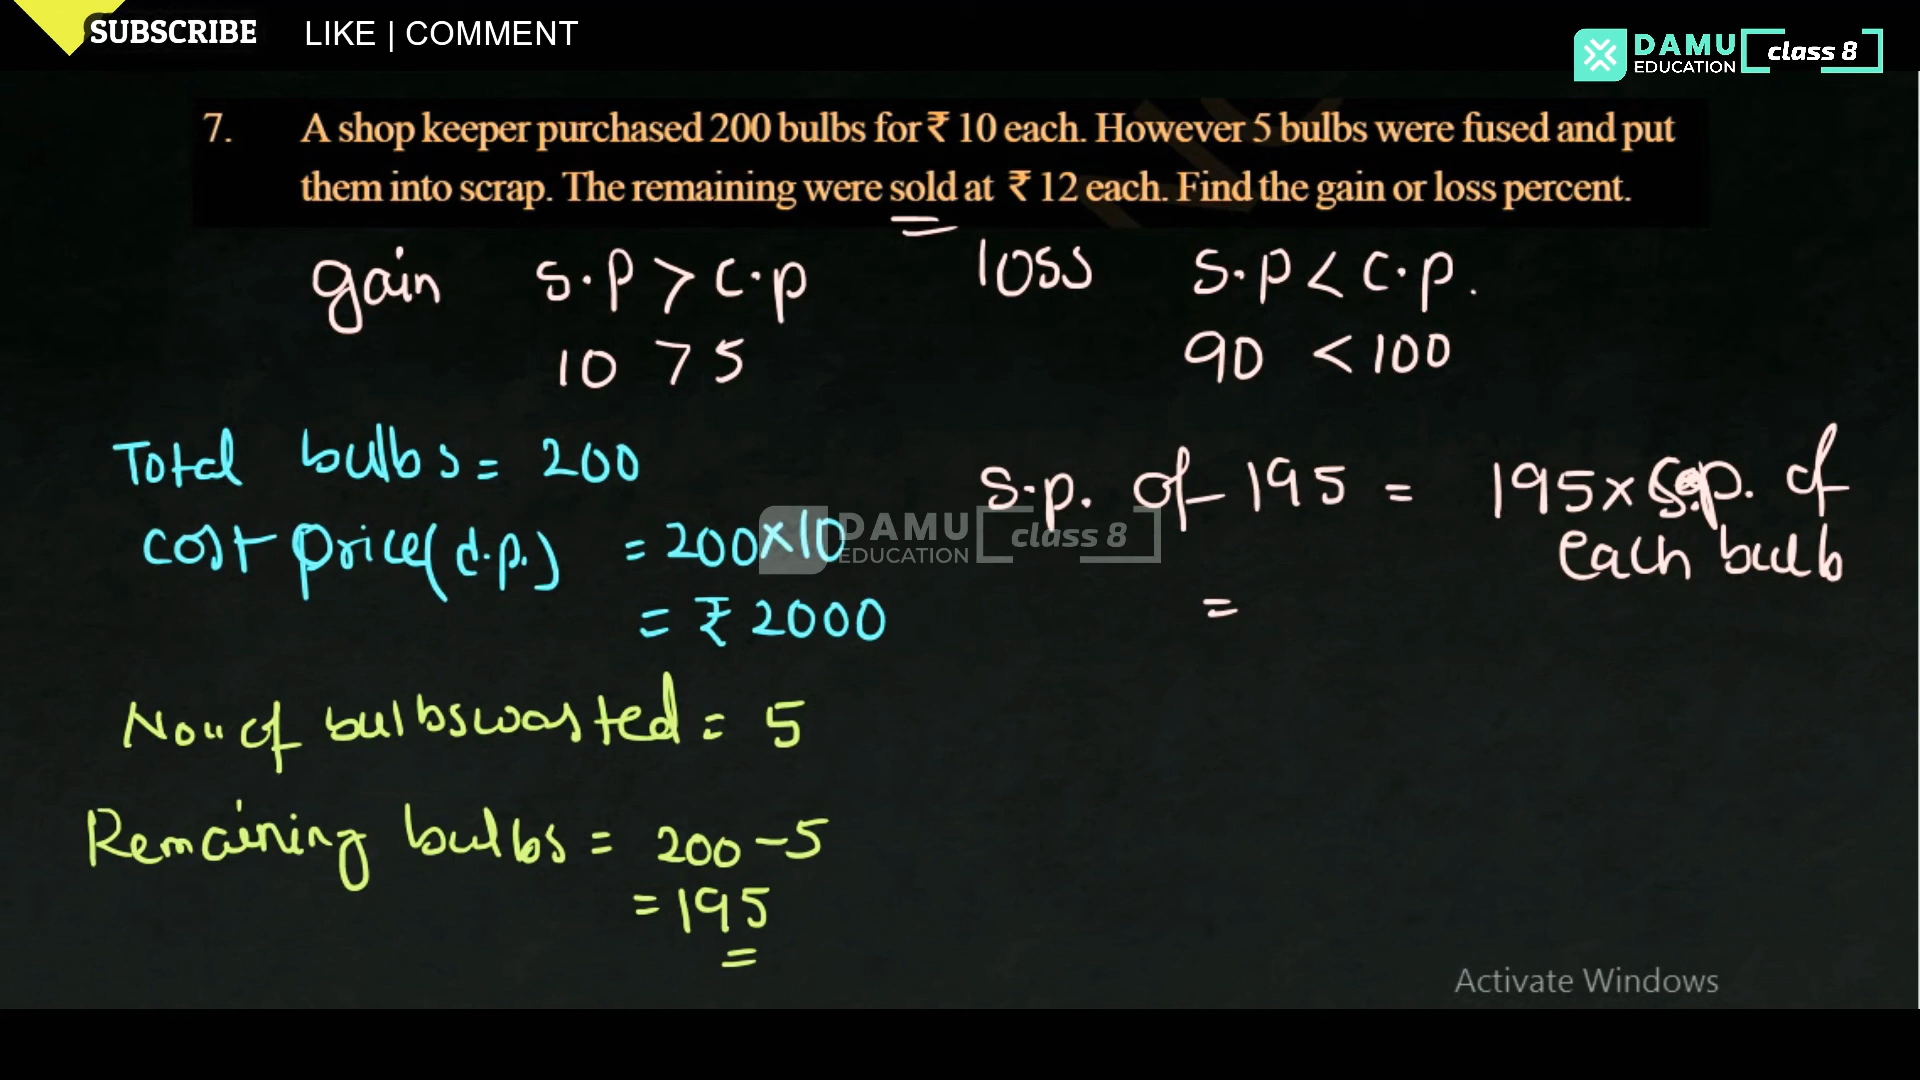 SUBSCRIBE LIKE | COMMENT
DAMU EDUCATION class 8
7. A shop keeper purchased 200 bulbs for ₹ 10 each. However 5 bulbs were fused and put
them into scrap. The remaining were sold at ₹ 12 each. Find the gain or loss percent.
gain s.p > c.p loss s.p < c.p.
10 > 5 90 < 100
Total bulbs = 200
cost price (c.p.) = 200×10
= ₹ 2000
No. of bulbs wasted = 5
Remaining bulbs = 200 - 5
= 195
s.p. of 195 = 195 × s.p. of
each bulb
=
DAMU EDUCATION class 8
Activate Windows